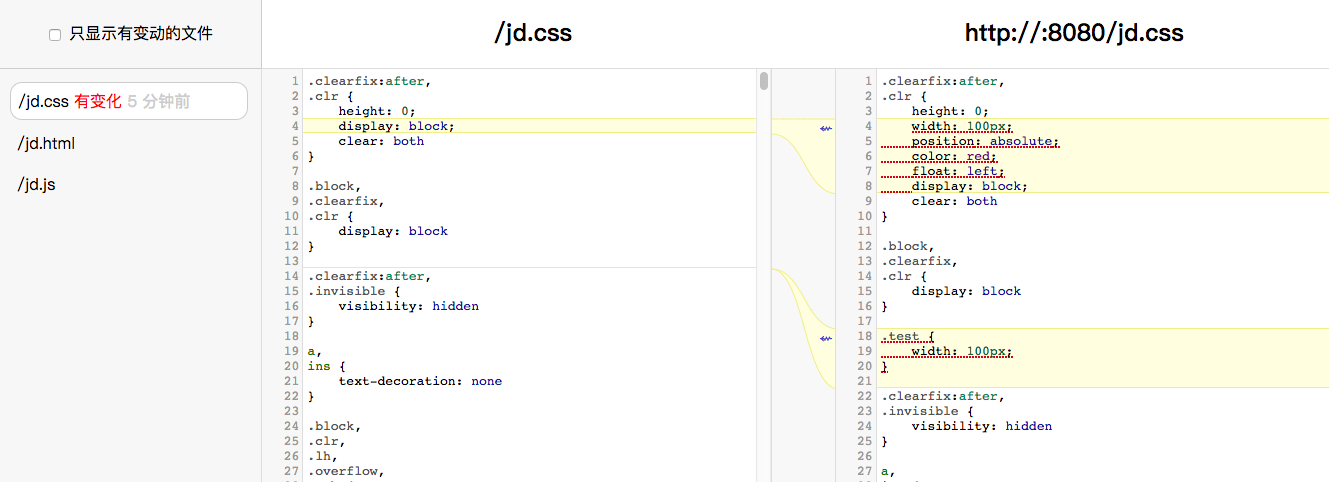 只显示有变动的文件
/jd.css 有变化 5 分钟前
/jd.html
/jd.js
/jd.css
1 .clearfix:after,
2 .clr {
3     height: 0;
4     display: block;
5     clear: both
6 }
7
8 .block,
9 .clearfix,
10 .clr {
11     display: block
12 }
13
14 .clearfix:after,
15 .invisible {
16     visibility: hidden
17 }
18
19 a,
20 ins {
21     text-decoration: none
22 }
23
24 .block,
25 .clr,
26 .lh,
27 .overflow,
http://:8080/jd.css
1 .clearfix:after,
2 .clr {
3     height: 0;
4     width: 100px;
5     position: absolute;
6     color: red;
7     float: left;
8     display: block;
9     clear: both
10 }
11
12 .block,
13 .clearfix,
14 .clr {
15     display: block
16 }
17
18 .test {
19     width: 100px;
20 }
21
22 .clearfix:after,
23 .invisible {
24     visibility: hidden
25 }
26
27 a,